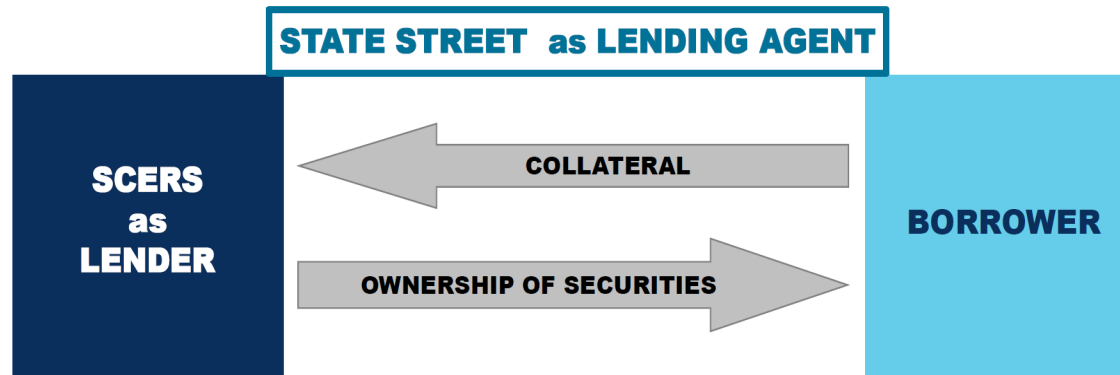 STATE STREET as LENDING AGENT
SCERS
as
LENDER
COLLATERAL
OWNERSHIP OF SECURITIES
BORROWER